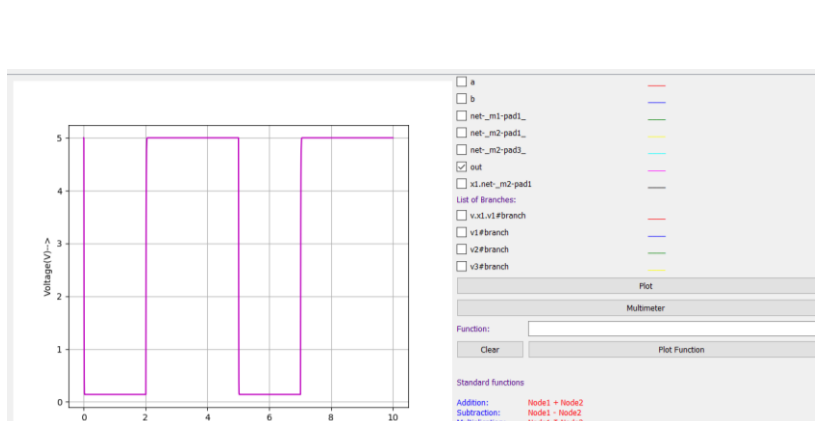 a
b
net-_m1-pad1_
net-_m2-pad1_
net-_m2-pad3_
out
x1.net-_m2-pad1
List of Branches:
v.x1.v1#branch
v1#branch
v2#branch
v3#branch
Plot
Multimeter
Function:
Clear Plot Function
Standard functions
Addition: Node1 + Node2
Subtraction: Node1 - Node2
Voltage(V)-->
5
4
3
2
1
0
0 2 4 6 8 10